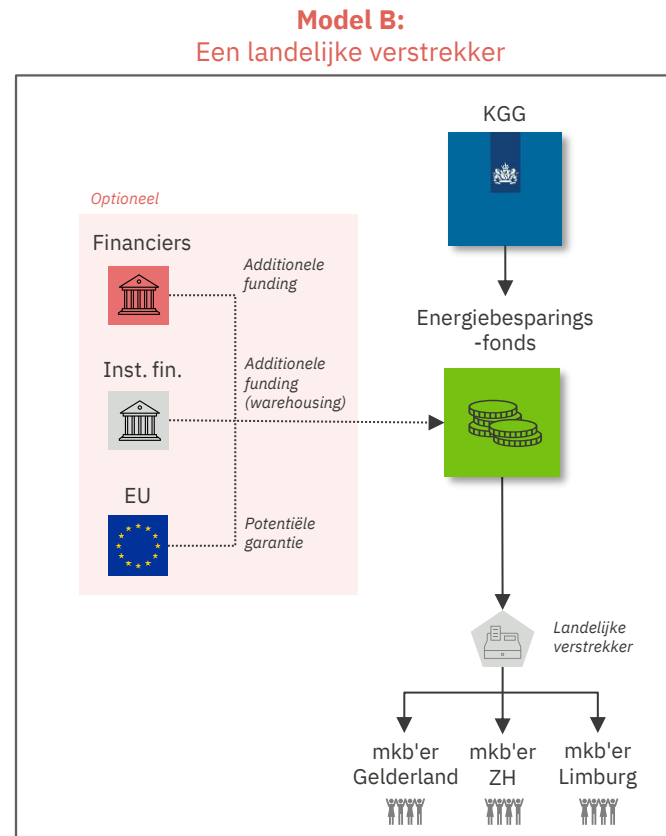 Model B:
Een landelijke verstrekker
KGG
Optioneel
Financiers
Additionele
funding
Energiebesparings
-fonds
Inst. fin.
Additionele
funding
(warehousing)
EU
Potentiële
garantie
Landelijke
verstrekker
mkb'er
Gelderland
mkb'er
ZH
mkb'er
Limburg